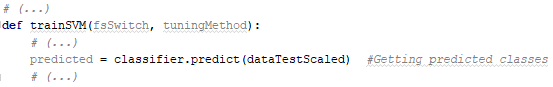 # (...)
def trainSVM(fsSwitch, tuningMethod):
    # (...)
    predicted = classifier.predict(dataTestScaled)  #Getting predicted classes
    # (...)